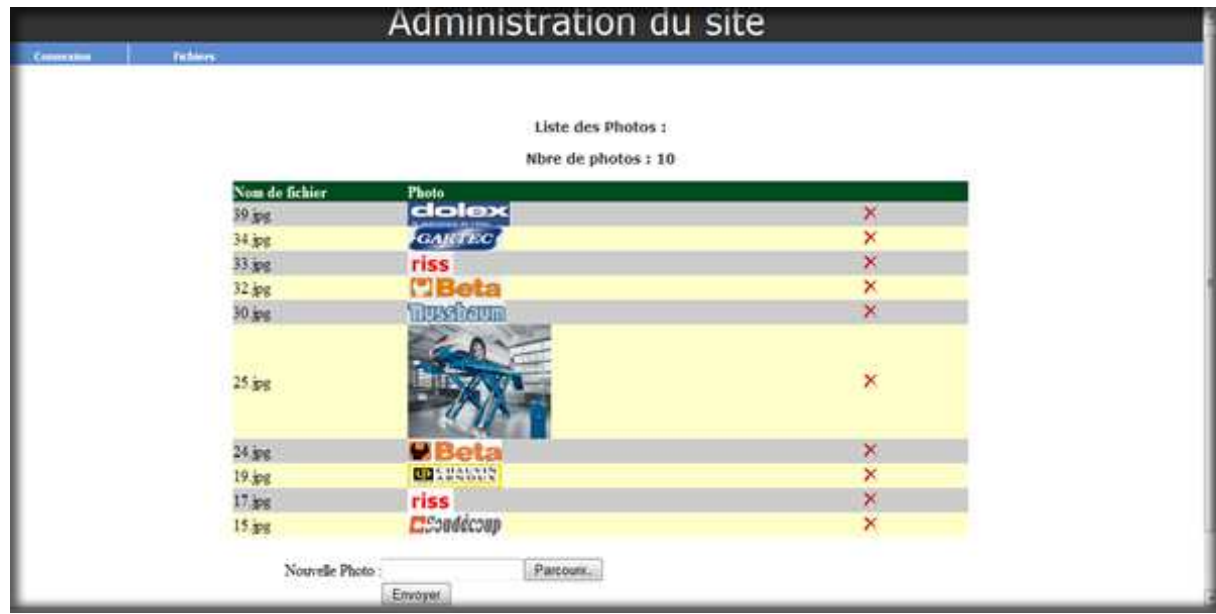 Administration du site
Connexion Fichiers
Liste des Photos :
Nbre de photos : 10
Nom de fichier Photo
39.jpg dolex
34.jpg GARTEC
33.jpg riss
32.jpg Beta
30.jpg nussbaum
25.jpg
24.jpg Beta
19.jpg CHAUVIN ARNOUX
17.jpg riss
15.jpg Soudécoup
Nouvelle Photo : Parcourir..
Envoyer